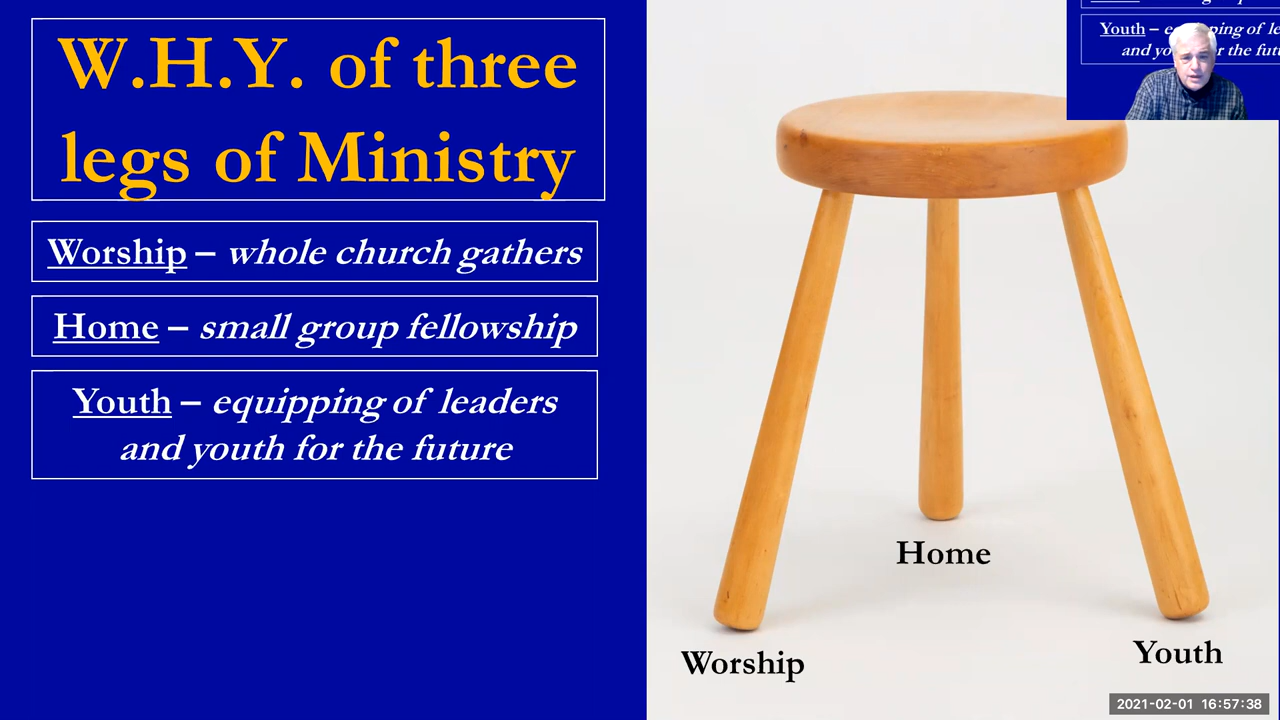 W.H.Y. of three
legs of Ministry
Worship – whole church gathers
Home – small group fellowship
Youth – equipping of leaders
and youth for the future
Youth –
Home
Worship
Youth
2021-02-01 16:57:38